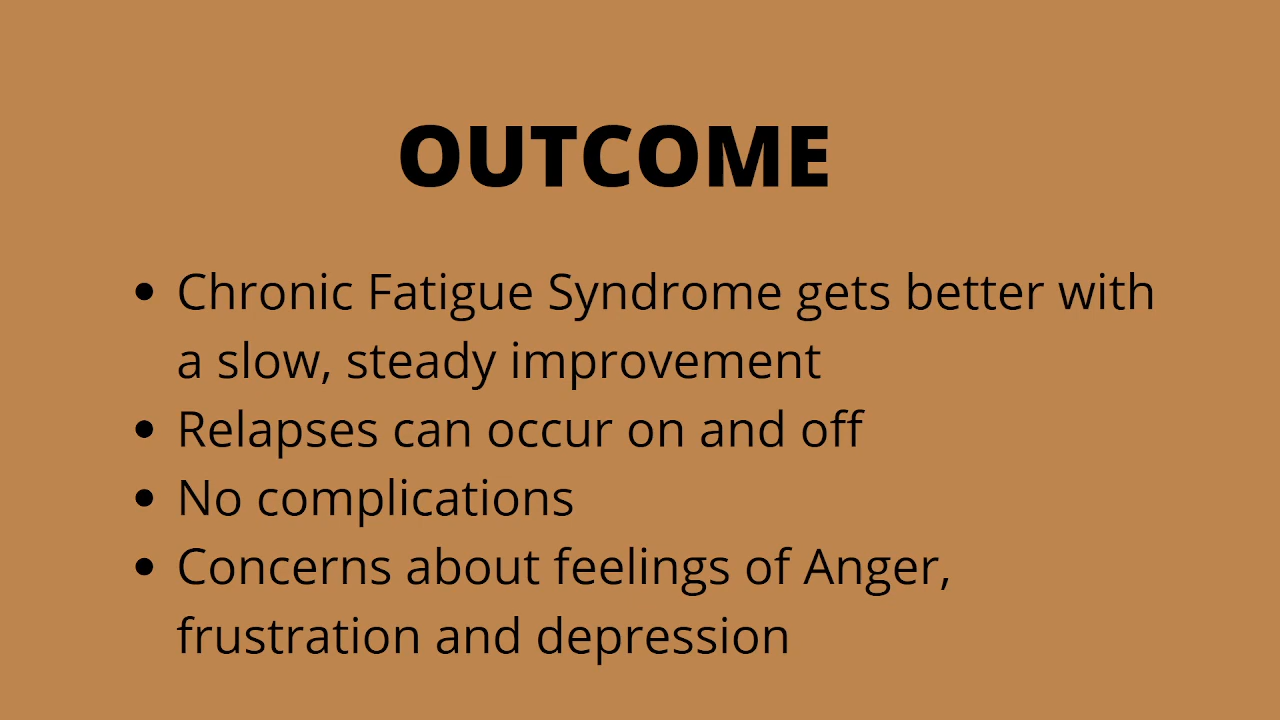 OUTCOME
• Chronic Fatigue Syndrome gets better with
a slow, steady improvement
• Relapses can occur on and off
• No complications
• Concerns about feelings of Anger,
frustration and depression